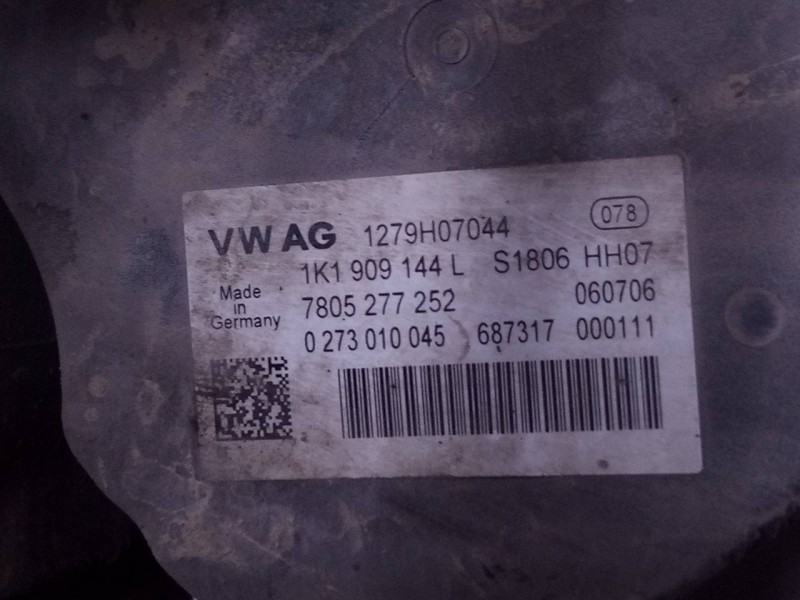 078
VW AG 1279H07044
1K1 909 144 L S1806 HH07
Made
in
Germany
7805 277 252 060706
0 273 010 045 687317 000111